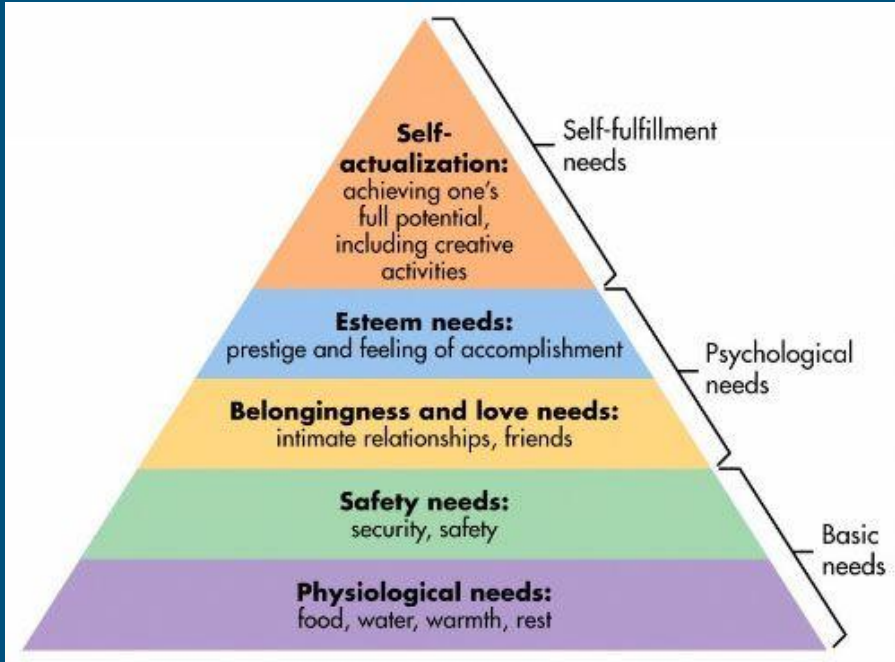 Self-
actualization:
achieving one's
full potential,
including creative
activities
Self-fulfillment
needs
Esteem needs:
prestige and feeling of accomplishment
Psychological
needs
Belongingness and love needs:
intimate relationships, friends
Safety needs:
security, safety
Basic
needs
Physiological needs:
food, water, warmth, rest